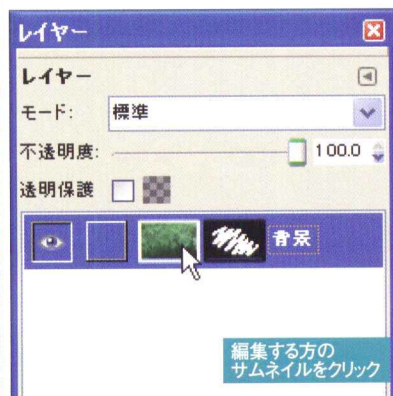 レイヤー
レイヤー
モード: 標準
不透明度: 100.0
透明保護
背景
編集する方の
サムネイルをクリック